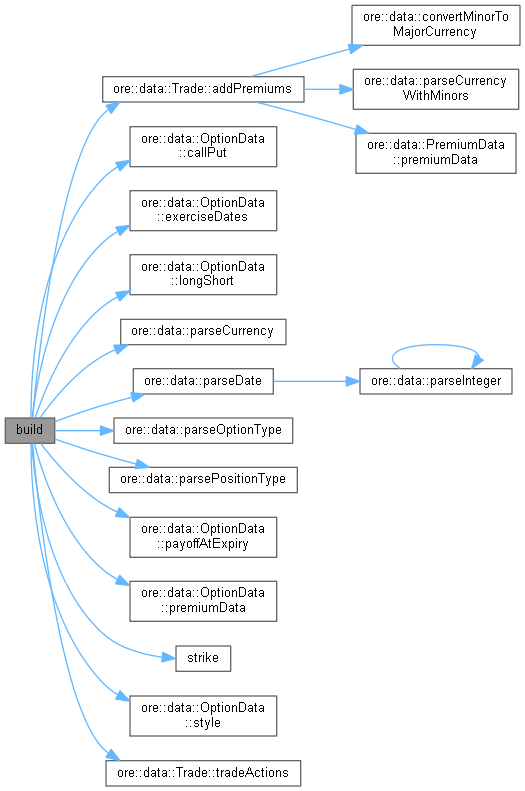 ore::data::convertMinorTo
MajorCurrency
ore::data::Trade::addPremiums
ore::data::parseCurrency
WithMinors
ore::data::OptionData
::callPut
ore::data::PremiumData
::premiumData
ore::data::OptionData
::exerciseDates
ore::data::OptionData
::longShort
ore::data::parseCurrency
ore::data::parseDate
ore::data::parseInteger
build
ore::data::parseOptionType
ore::data::parsePositionType
ore::data::OptionData
::payoffAtExpiry
ore::data::OptionData
::premiumData
strike
ore::data::OptionData
::style
ore::data::Trade::tradeActions